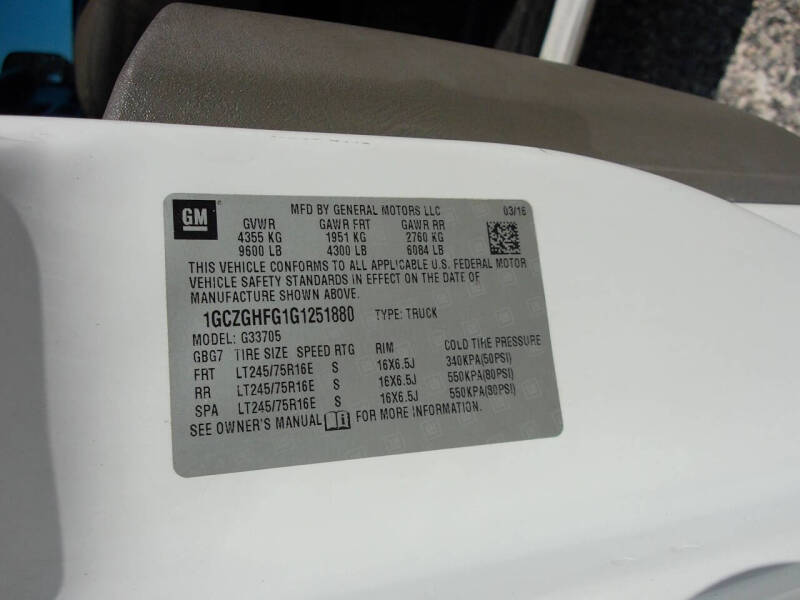 GM MFD BY GENERAL MOTORS LLC 03/16
GVWR GAWR FRT GAWR RR
4355 KG 1951 KG 2760 KG
9600 LB 4300 LB 6084 LB
THIS VEHICLE CONFORMS TO ALL APPLICABLE U.S. FEDERAL MOTOR
VEHICLE SAFETY STANDARDS IN EFFECT ON THE DATE OF
MANUFACTURE SHOWN ABOVE.
1GCZGHFG1G1251880 TYPE: TRUCK
MODEL: G33705
GBG7 TIRE SIZE SPEED RTG RIM COLD TIRE PRESSURE
FRT LT245/75R16E S 16X6.5J 340KPA(50PSI)
RR LT245/75R16E S 16X6.5J 550KPA(80PSI)
SPA LT245/75R16E S 16X6.5J 550KPA(80PSI)
SEE OWNER'S MANUAL i FOR MORE INFORMATION.